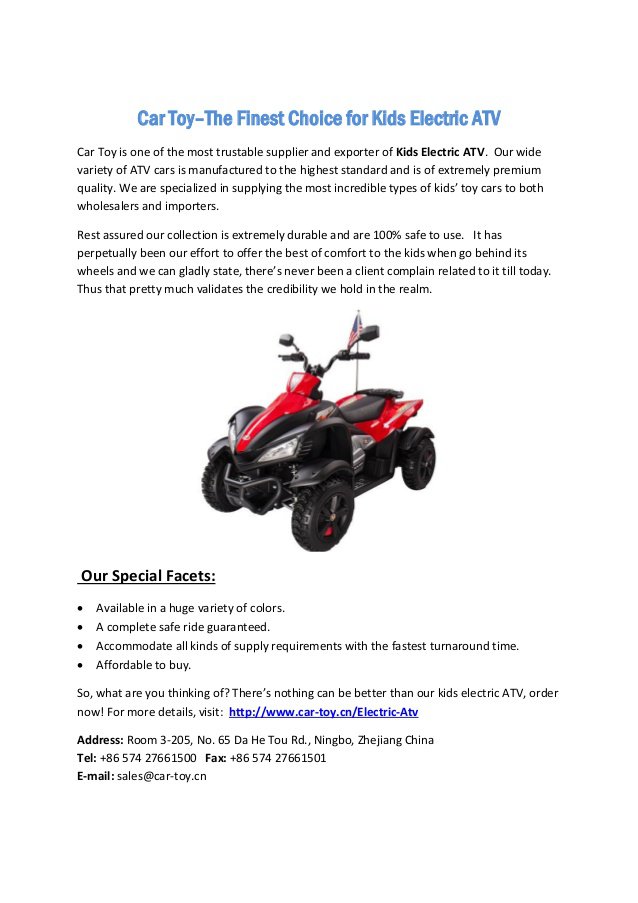 Car Toy–The Finest Choice for Kids Electric ATV
Car Toy is one of the most trustable supplier and exporter of Kids Electric ATV.  Our wide
variety of ATV cars is manufactured to the highest standard and is of extremely premium
quality. We are specialized in supplying the most incredible types of kids’ toy cars to both
wholesalers and importers.
Rest assured our collection is extremely durable and are 100% safe to use.   It has
perpetually been our effort to offer the best of comfort to the kids when go behind its
wheels and we can gladly state, there’s never been a client complain related to it till today.
Thus that pretty much validates the credibility we hold in the realm.
Our Special Facets:
• Available in a huge variety of colors.
• A complete safe ride guaranteed.
• Accommodate all kinds of supply requirements with the fastest turnaround time.
• Affordable to buy.
So, what are you thinking of? There’s nothing can be better than our kids electric ATV, order
now! For more details, visit:  http://www.car-toy.cn/Electric-Atv
Address: Room 3-205, No. 65 Da He Tou Rd., Ningbo, Zhejiang China
Tel: +86 574 27661500   Fax: +86 574 27661501
E-mail: sales@car-toy.cn